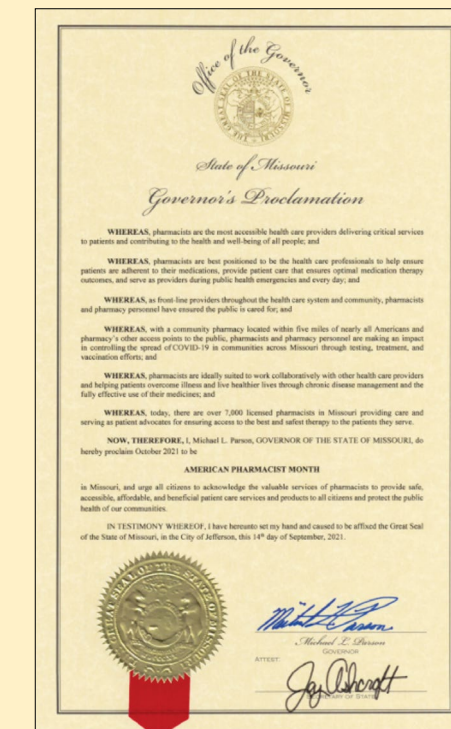 Office of the Governor
State of Missouri
Governor's Proclamation
WHEREAS, pharmacists are the most accessible health care providers delivering critical services
to patients and contributing to the health and well-being of all people; and
WHEREAS, pharmacists are best positioned to be the health care professionals to help ensure
patients are adherent to their medications, provide patient care that ensures optimal medication therapy
outcomes, and serve as providers during public health emergencies and every day; and
WHEREAS, as front-line providers throughout the health care system and community, pharmacists
and pharmacy personnel have ensured the public is cared for; and
WHEREAS, with a community pharmacy located within five miles of nearly all Americans and
pharmacy's other access points to the public, pharmacists and pharmacy personnel are making an impact
in controlling the spread of COVID-19 in communities across Missouri through testing, treatment, and
vaccination efforts; and
WHEREAS, pharmacists are ideally suited to work collaboratively with other health care providers
and helping patients overcome illness and live healthier lives through chronic disease management and the
fully effective use of their medicines; and
WHEREAS, today, there are over 7,000 licensed pharmacists in Missouri providing care and
serving as patient advocates for ensuring access to the best and safest therapy to the patients they serve.
NOW, THEREFORE, I, Michael L. Parson, GOVERNOR OF THE STATE OF MISSOURI, do
hereby proclaim October 2021 to be
AMERICAN PHARMACIST MONTH
in Missouri, and urge all citizens to acknowledge the valuable services of pharmacists to provide safe,
accessible, affordable, and beneficial patient care services and products to all citizens and protect the public
health of our communities.
IN TESTIMONY WHEREOF, I have hereunto set my hand and caused to be affixed the Great Seal
of the State of Missouri, in the City of Jefferson, this 14th day of September, 2021.
Michael L. Parson
GOVERNOR
ATTEST:
SECRETARY OF STATE